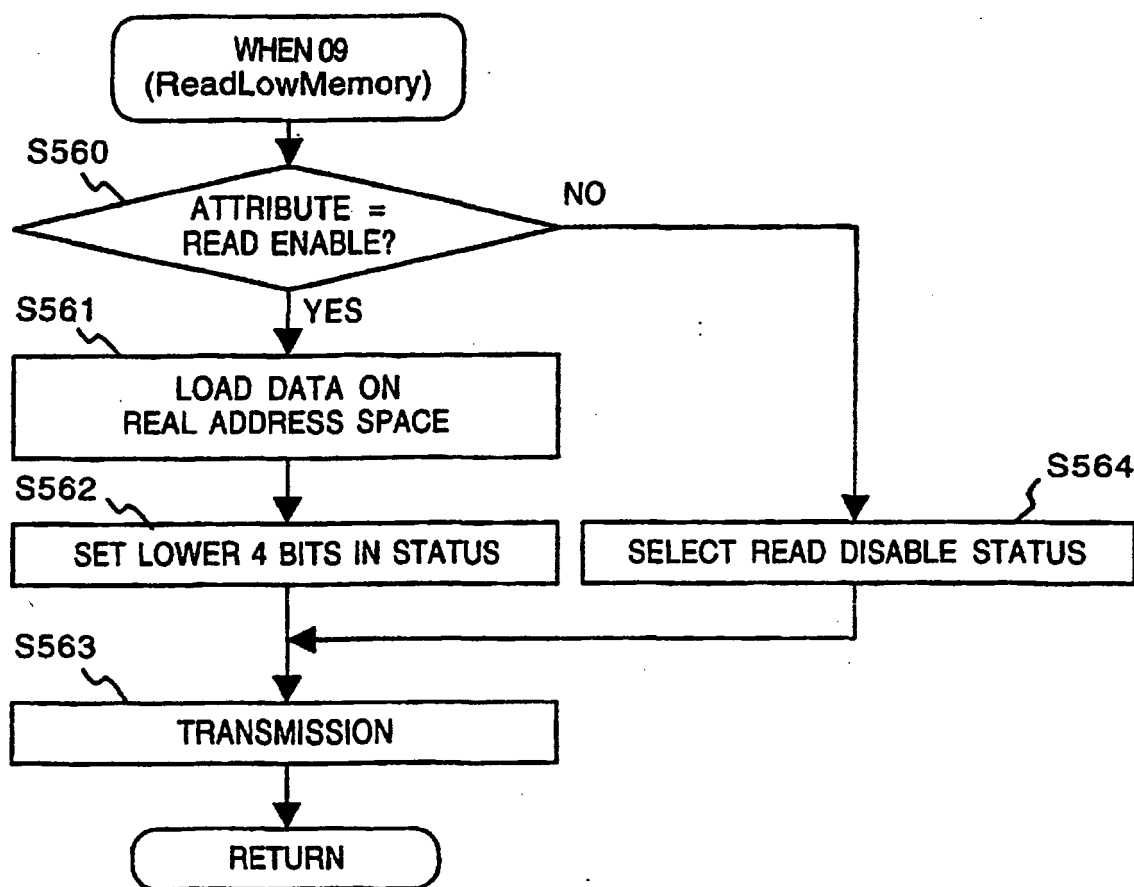 WHEN 09
(ReadLowMemory)
S560
ATTRIBUTE =
READ ENABLE?
NO
YES
S561
LOAD DATA ON
REAL ADDRESS SPACE
S562
SET LOWER 4 BITS IN STATUS
S564
SELECT READ DISABLE STATUS
S563
TRANSMISSION
RETURN